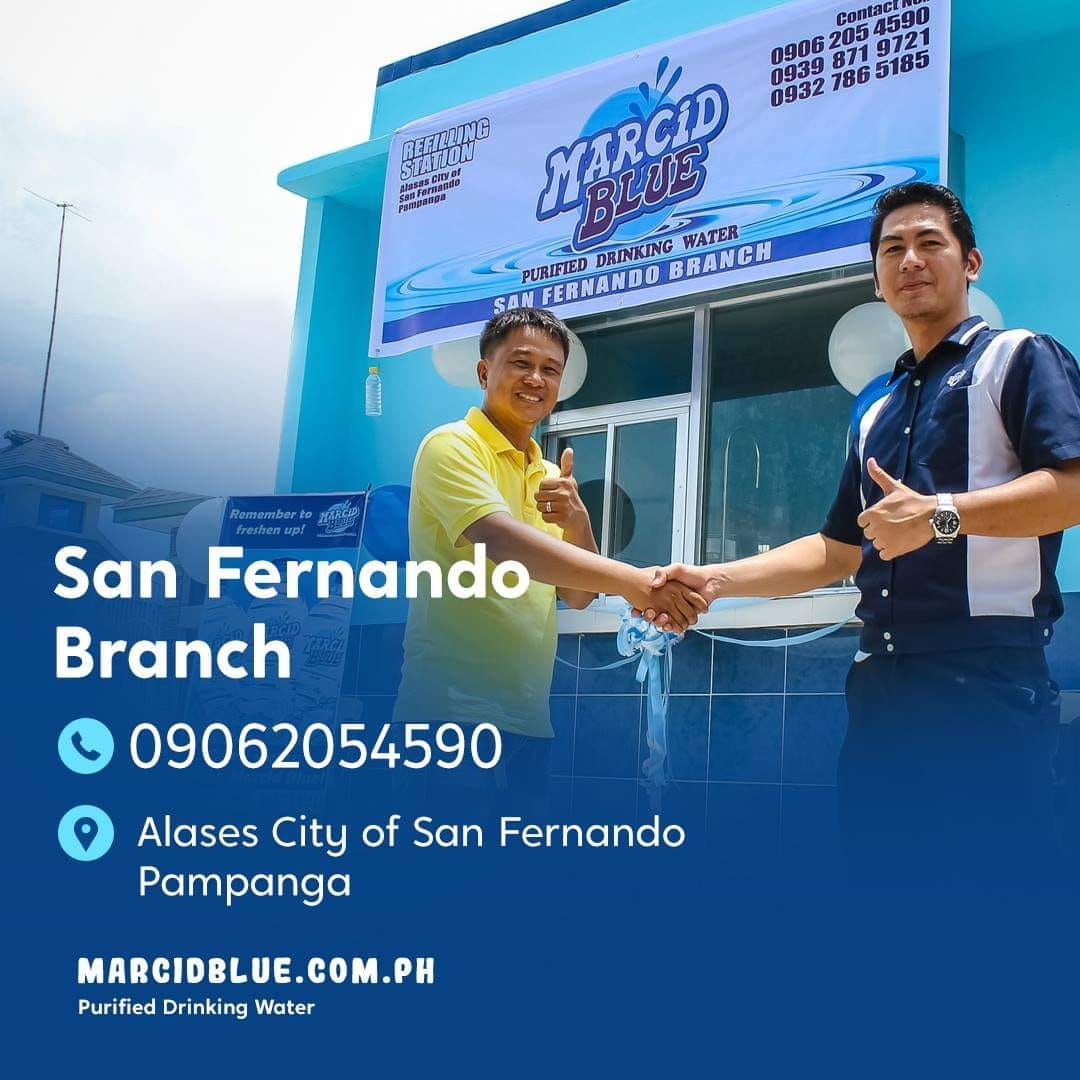 Contact No.
0906 205 4590
0939 871 9721
0932 786 5185
REFILLING
STATION
Alasas City of
San Fernando
Pampanga
MARCID
BLUE
PURIFIED DRINKING WATER
SAN FERNANDO BRANCH
Remember to
freshen up!
MARCID
BLUE
San Fernando
Branch
09062054590
Alases City of San Fernando
Pampanga
MARCIDBLUE.COM.PH
Purified Drinking Water